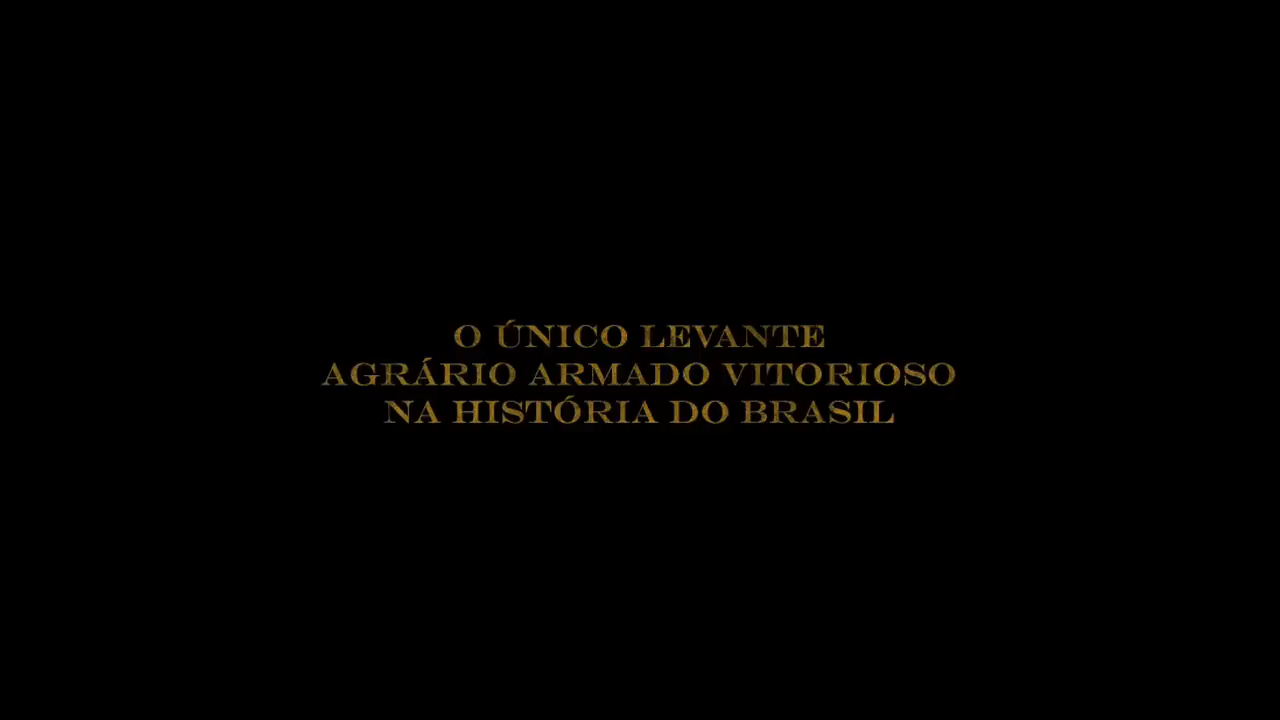 O ÚNICO LEVANTE
AGRÁRIO ARMADO VITORIOSO
NA HISTÓRIA DO BRASIL